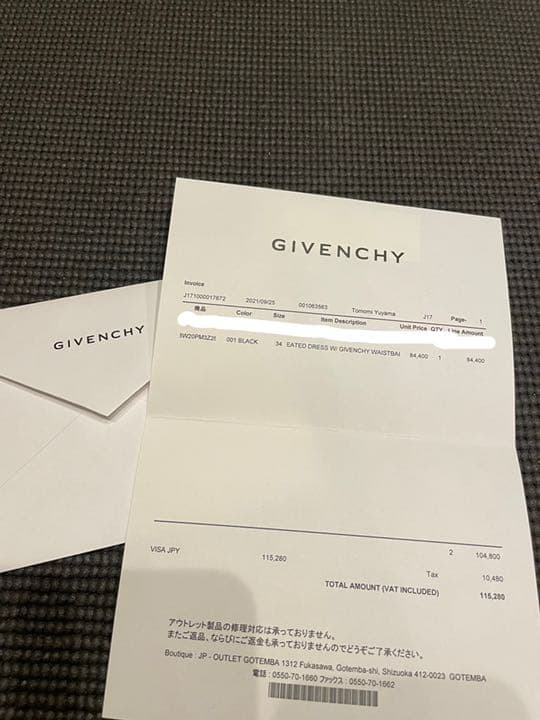 GIVENCHY
GIVENCHY
Invoice
J171000017672 2021/09/25 001063563 Tomomi Yuyama J17 Page- 1
商品 Color Size Item Description Unit Price QTY Line Amount
001 BLACK 34 EATED DRESS W/ GIVENCHY WAISTBAI 84,400 1 84,400
2 104,800
VISA JPY 115,280
Tax 10,480
TOTAL AMOUNT (VAT INCLUDED) 115,280
アウトレット製品の修理対応は承っておりません。
またご返品、ならびにご返金も承っておりませんのでどうぞご了承ください。
Boutique : JP - OUTLET GOTEMBA 1312 Fukasawa, Gotemba-shi, Shizuoka 412-0023 GOTEMBA
電話 : 0550-70-1660 ファックス : 0550-70-1662